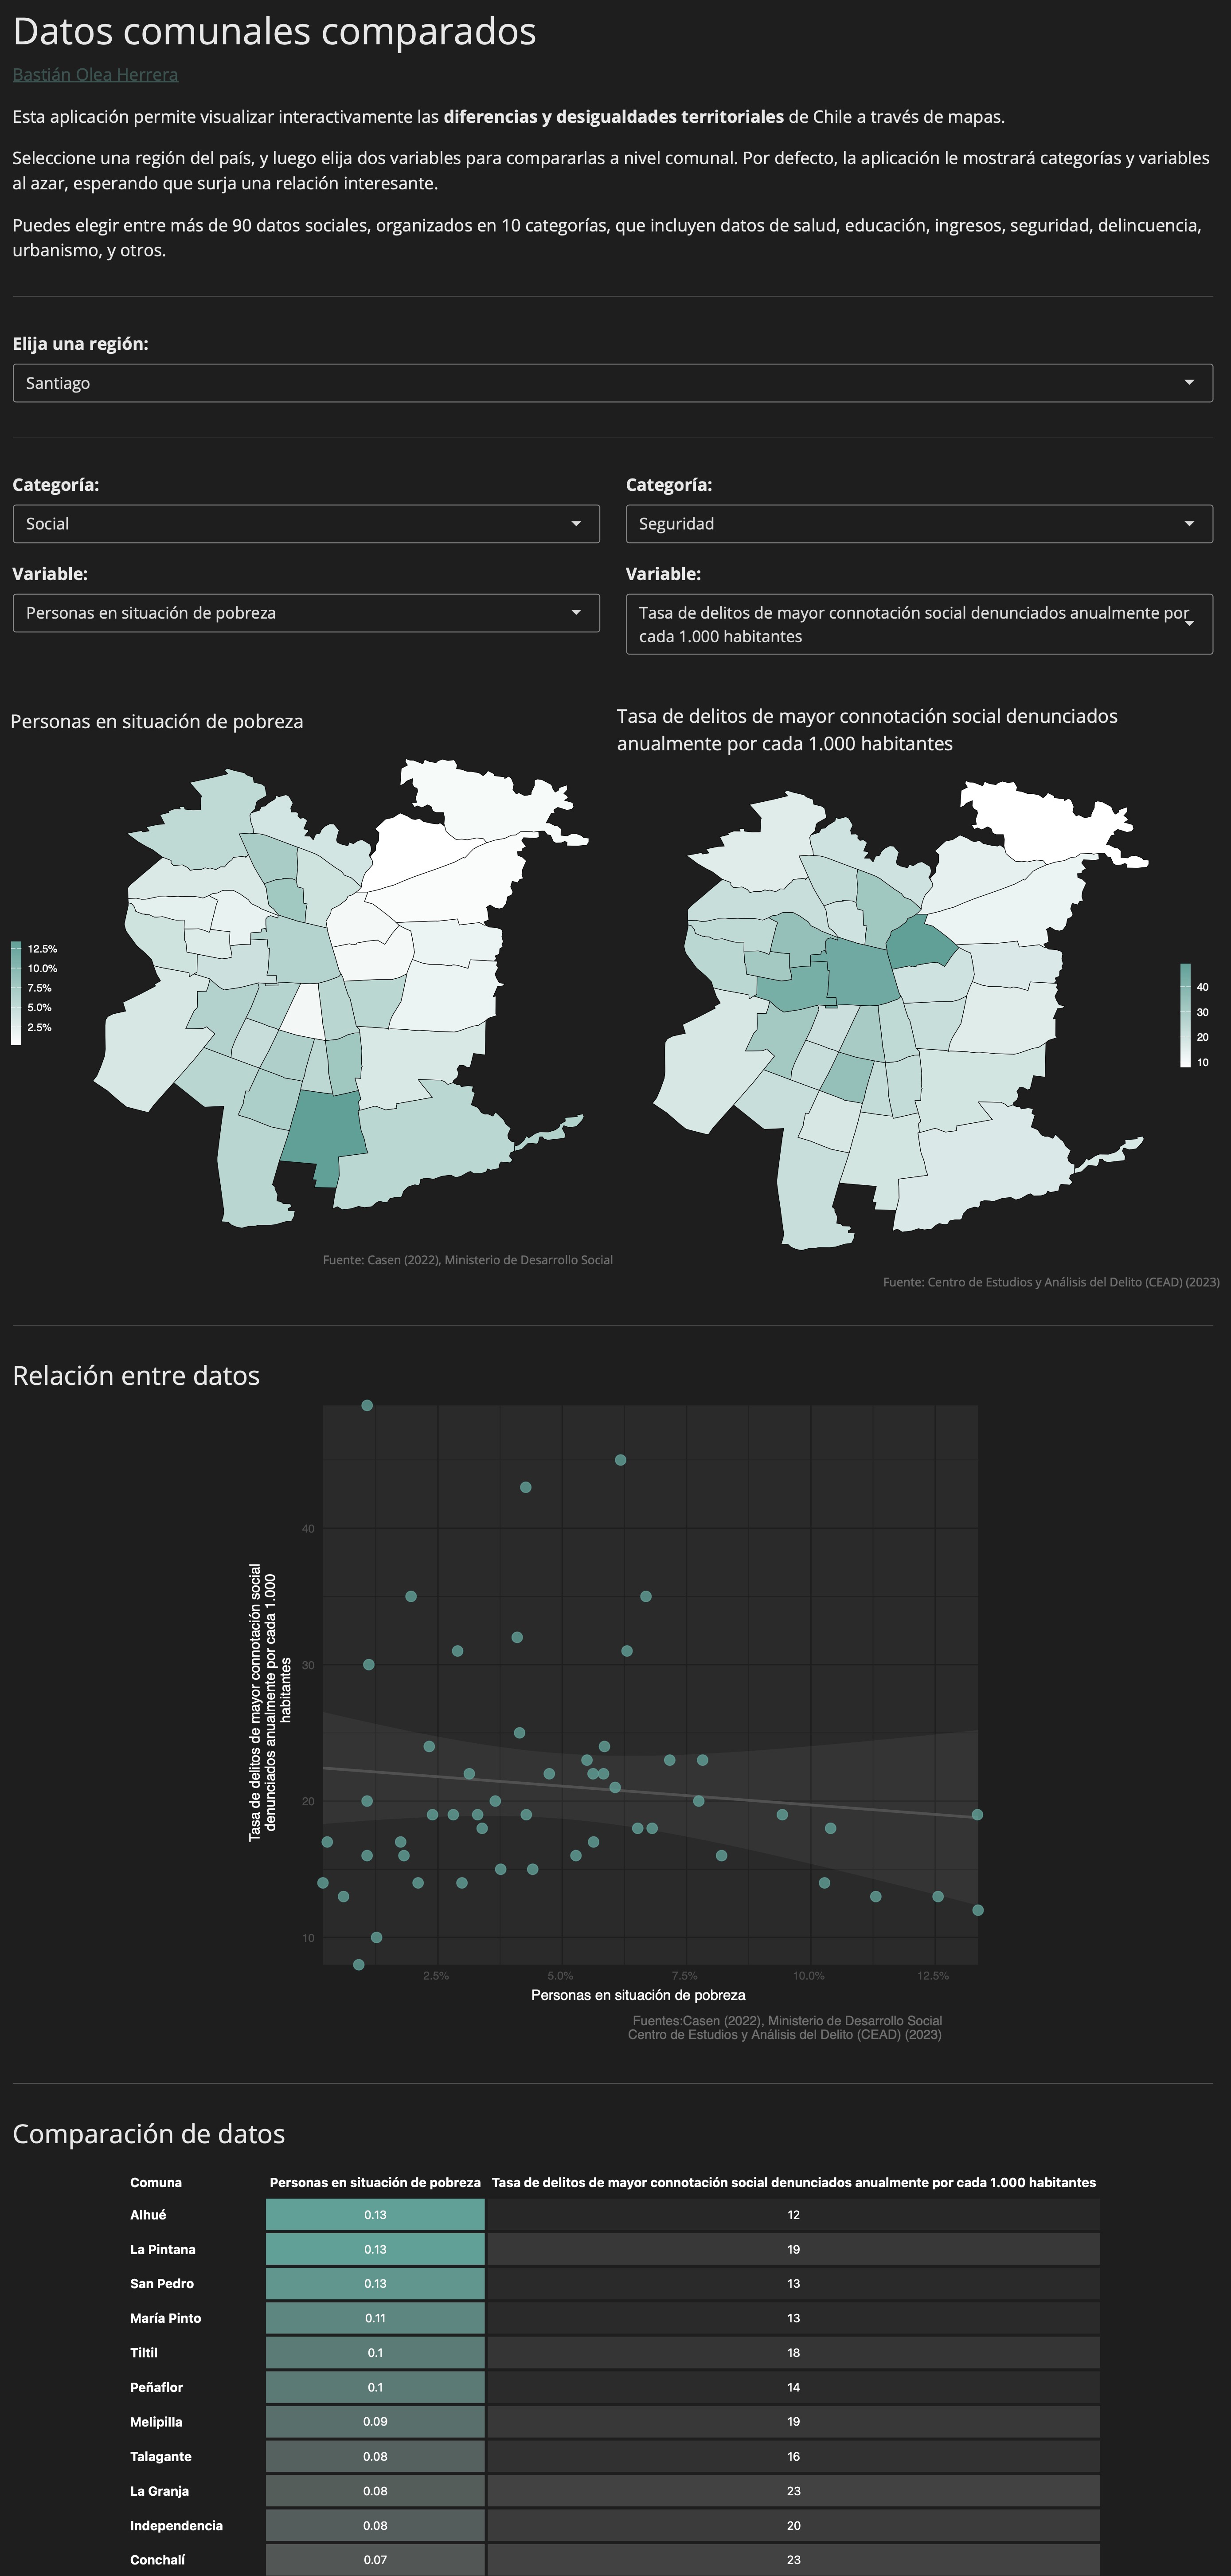 Datos comunales comparados
Bastián Olea Herrera
Esta aplicación permite visualizar interactivamente las diferencias y desigualdades territoriales de Chile a través de mapas.
Seleccione una región del país, y luego elija dos variables para compararlas a nivel comunal. Por defecto, la aplicación le mostrará categorías y variables
al azar, esperando que surja una relación interesante.
Puedes elegir entre más de 90 datos sociales, organizados en 10 categorías, que incluyen datos de salud, educación, ingresos, seguridad, delincuencia,
urbanismo, y otros.
Elija una región:
Santiago
Categoría:
Social
Variable:
Personas en situación de pobreza
Categoría:
Seguridad
Variable:
Tasa de delitos de mayor connotación social denunciados anualmente por
cada 1.000 habitantes
Personas en situación de pobreza
12.5%
10.0%
7.5%
5.0%
2.5%
Fuente: Casen (2022), Ministerio de Desarrollo Social
Tasa de delitos de mayor connotación social denunciados
anualmente por cada 1.000 habitantes
40
30
20
10
Fuente: Centro de Estudios y Análisis del Delito (CEAD) (2023)
Relación entre datos
Tasa de delitos de mayor connotación social
denunciados anualmente por cada 1.000
habitantes
40
30
20
10
2.5%
5.0%
7.5%
10.0%
12.5%
Personas en situación de pobreza
Fuentes:Casen (2022), Ministerio de Desarrollo Social
Centro de Estudios y Análisis del Delito (CEAD) (2023)
Comparación de datos
Comuna Personas en situación de pobreza Tasa de delitos de mayor connotación social denunciados anualmente por cada 1.000 habitantes
Alhué 0.13 12
La Pintana 0.13 19
San Pedro 0.13 13
María Pinto 0.11 13
Tiltil 0.1 18
Peñaflor 0.1 14
Melipilla 0.09 19
Talagante 0.08 16
La Granja 0.08 23
Independencia 0.08 20
Conchalí 0.07 23